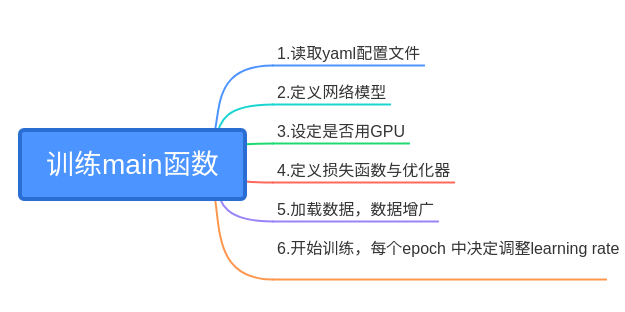 训练main函数
1.读取yaml配置文件
2.定义网络模型
3.设定是否用GPU
4.定义损失函数与优化器
5.加载数据，数据增广
6.开始训练，每个epoch 中决定调整learning rate